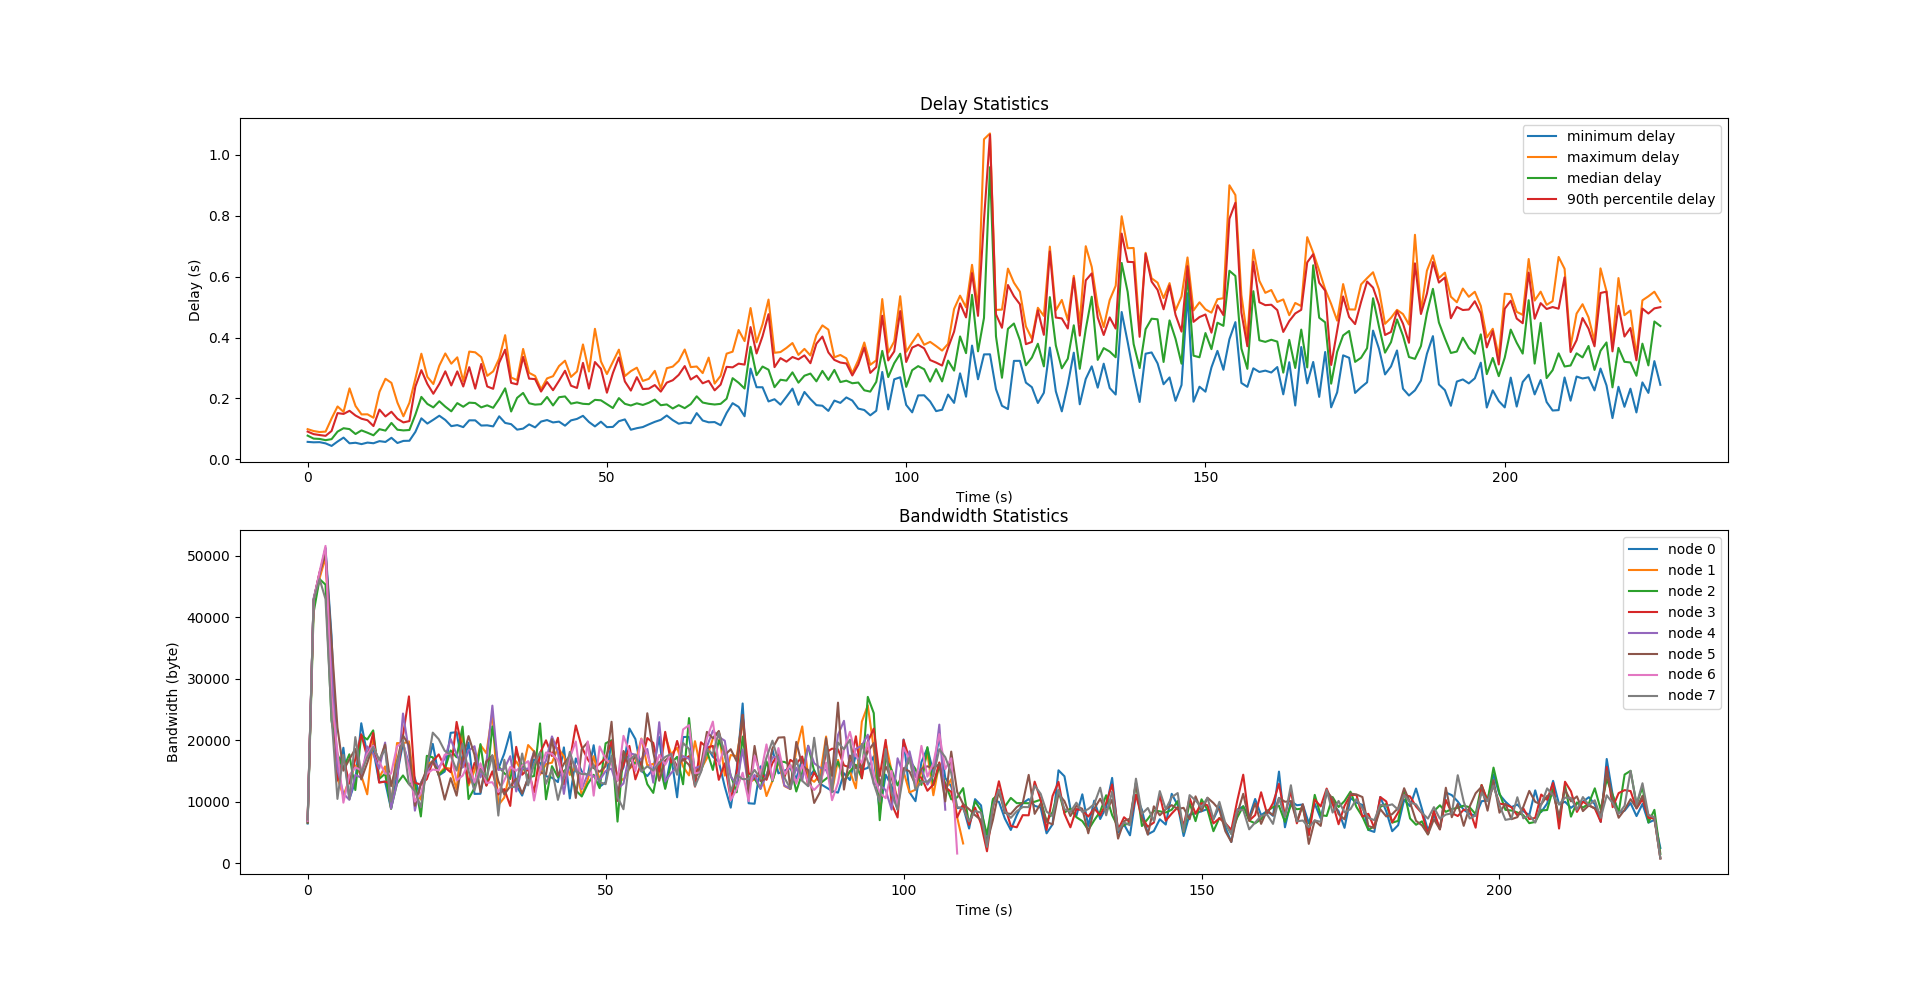 Delay Statistics
1.0
0.8
0.6
0.4
0.2
0.0
Delay (s)
minimum delay
maximum delay
median delay
90th percentile delay
0 50 100 150 200
Time (s)
Bandwidth Statistics
50000
40000
30000
20000
10000
0
Bandwidth (byte)
node 0
node 1
node 2
node 3
node 4
node 5
node 6
node 7
0 50 100 150 200
Time (s)